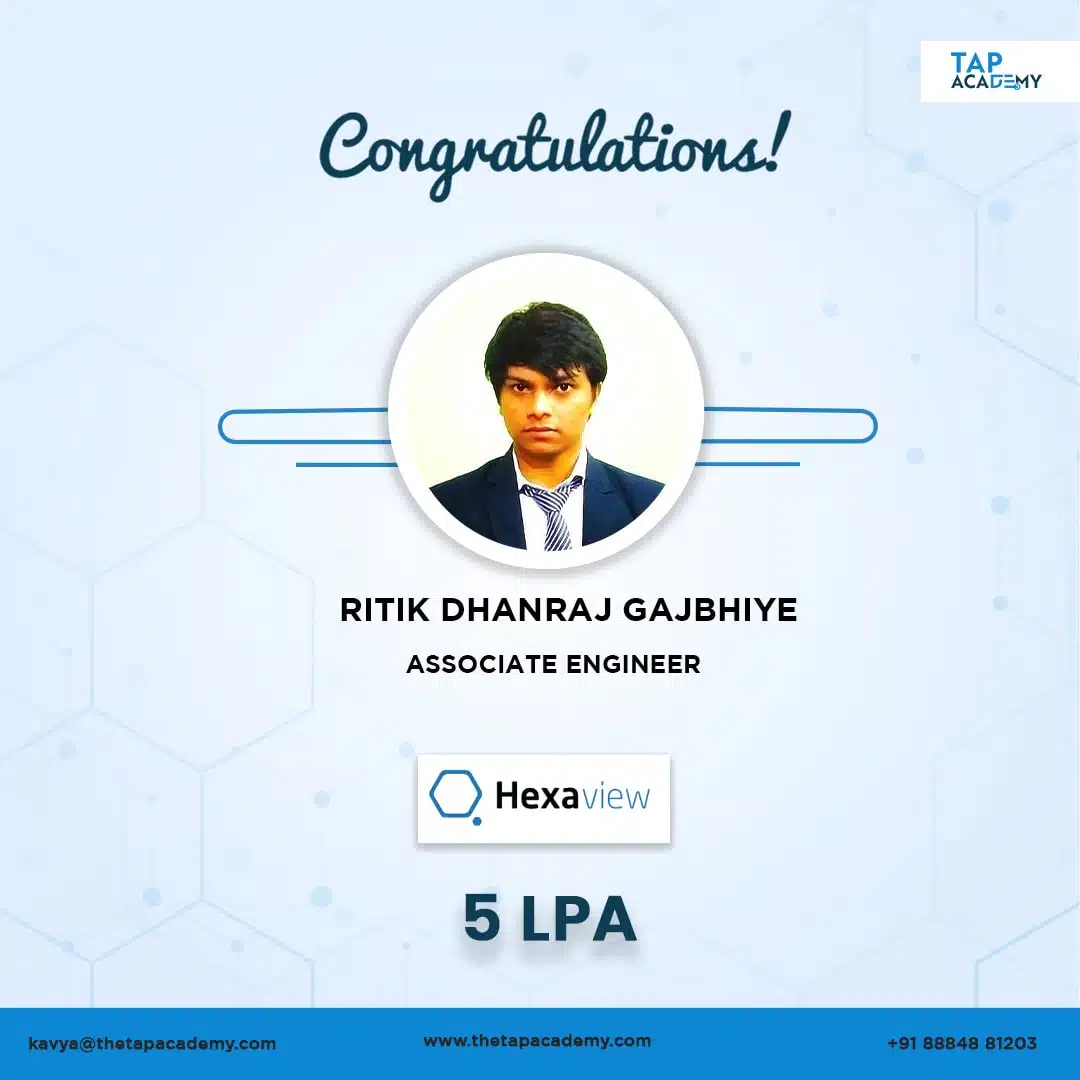 TAP
ACADEMY
Congratulations!
RITIK DHANRAJ GAJBHIYE
ASSOCIATE ENGINEER
Hexaview
5 LPA
kavya@thetapacademy.com
www.thetapacademy.com
+91 88848 81203